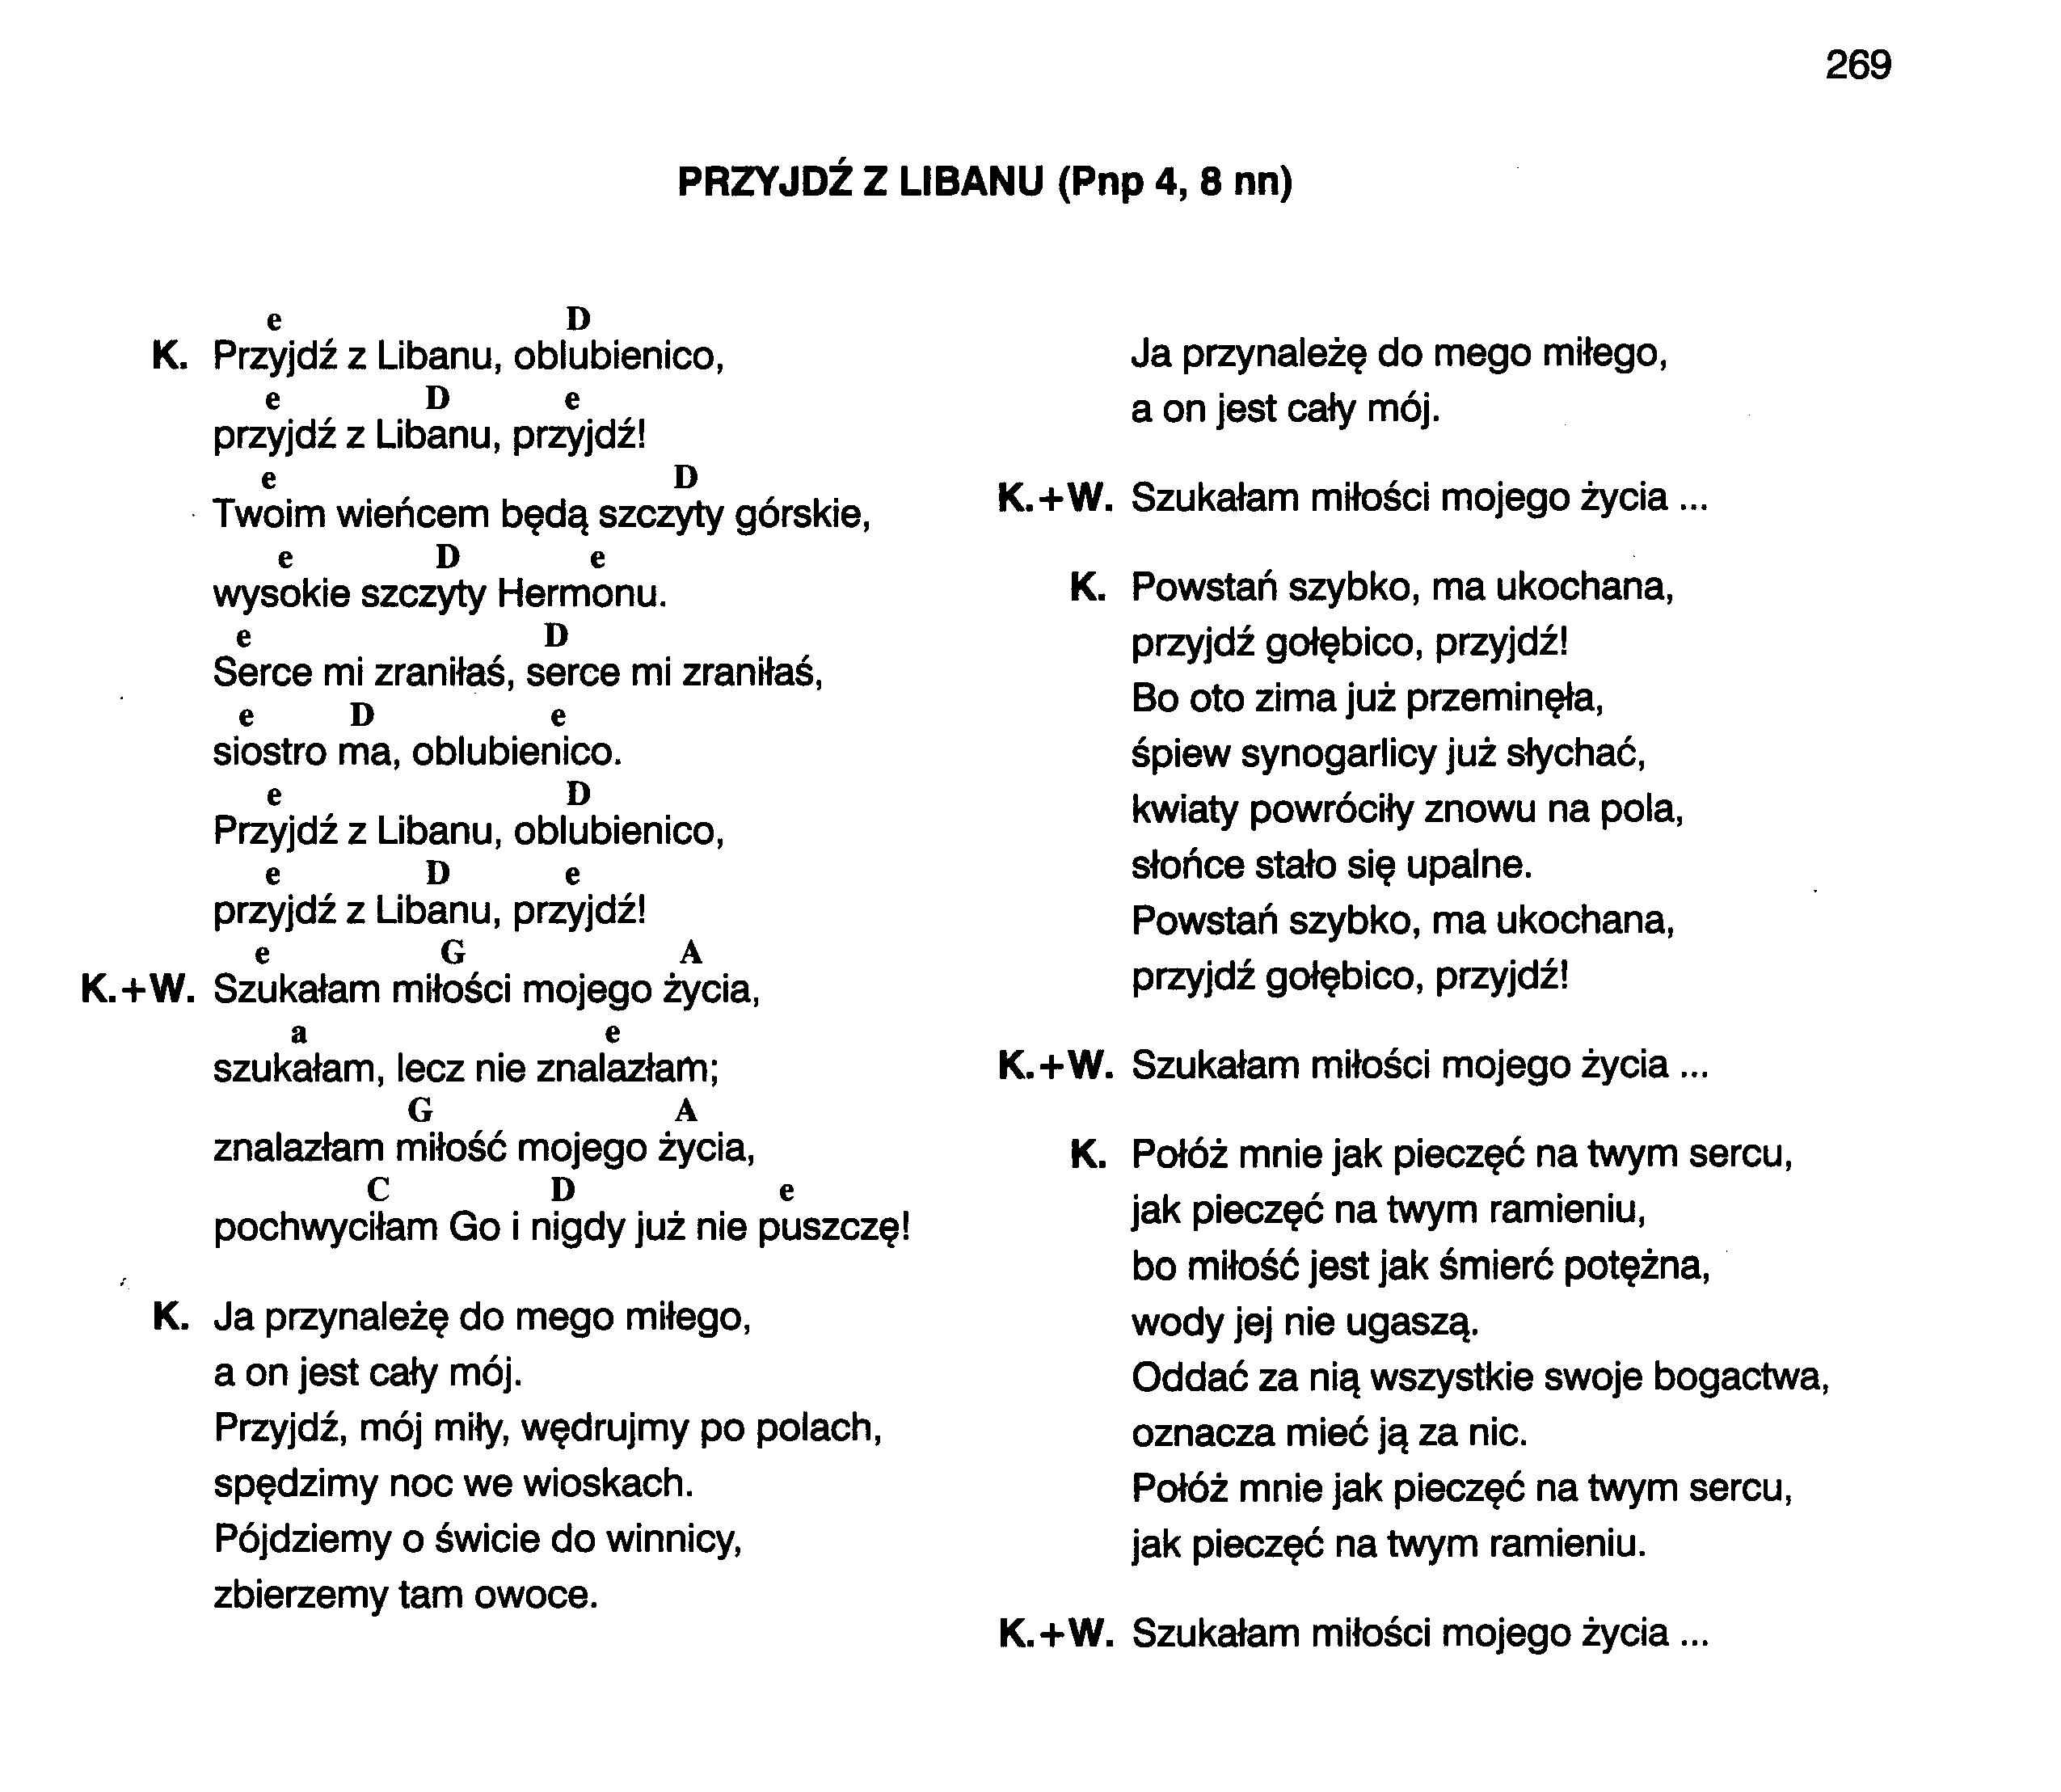 269
PRZYJDŹ Z LIBANU (Pnp 4, 8 nn)
e D
K. Przyjdź z Libanu, oblubienico,
e D e
przyjdź z Libanu, przyjdź!
e D
Twoim wieńcem będą szczyty górskie,
e D e
wysokie szczyty Hermonu.
e D
Serce mi zraniłaś, serce mi zraniłaś,
e D e
siostro ma, oblubienico.
e D
Przyjdź z Libanu, oblubienico,
e D e
przyjdź z Libanu, przyjdź!
e G A
K.+W. Szukałam miłości mojego życia,
a e
szukałam, lecz nie znalazłam;
G A
znalazłam miłość mojego życia,
C D e
pochwyciłam Go i nigdy już nie puszczę!
K. Ja przynależę do mego miłego,
a on jest cały mój.
Przyjdź, mój miły, wędrujmy po polach,
spędzimy noc we wioskach.
Pójdziemy o świcie do winnicy,
zbierzemy tam owoce.
Ja przynależę do mego miłego,
a on jest cały mój.
K.+W. Szukałam miłości mojego życia ...
K. Powstań szybko, ma ukochana,
przyjdź gołębico, przyjdź!
Bo oto zima już przeminęła,
śpiew synogarlicy już słychać,
kwiaty powróciły znowu na pola,
słońce stało się upalne.
Powstań szybko, ma ukochana,
przyjdź gołębico, przyjdź!
K.+W. Szukałam miłości mojego życia ...
K. Połóż mnie jak pieczęć na twym sercu,
jak pieczęć na twym ramieniu,
bo miłość jest jak śmierć potężna,
wody jej nie ugaszą.
Oddać za nią wszystkie swoje bogactwa,
oznacza mieć ją za nic.
Połóż mnie jak pieczęć na twym sercu,
jak pieczęć na twym ramieniu.
K.+W. Szukałam miłości mojego życia ...